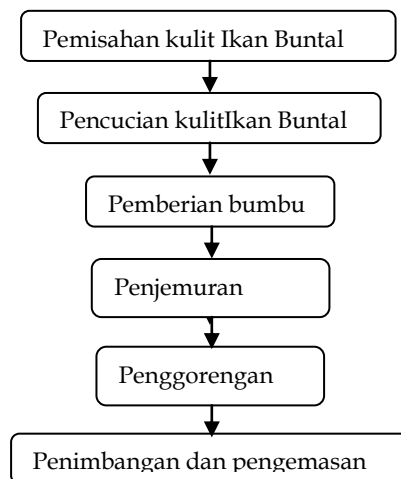 Pemisahan kulit Ikan Buntal
Pencucian kulitIkan Buntal
Pemberian bumbu
Penjemuran
Penggorengan
Penimbangan dan pengemasan